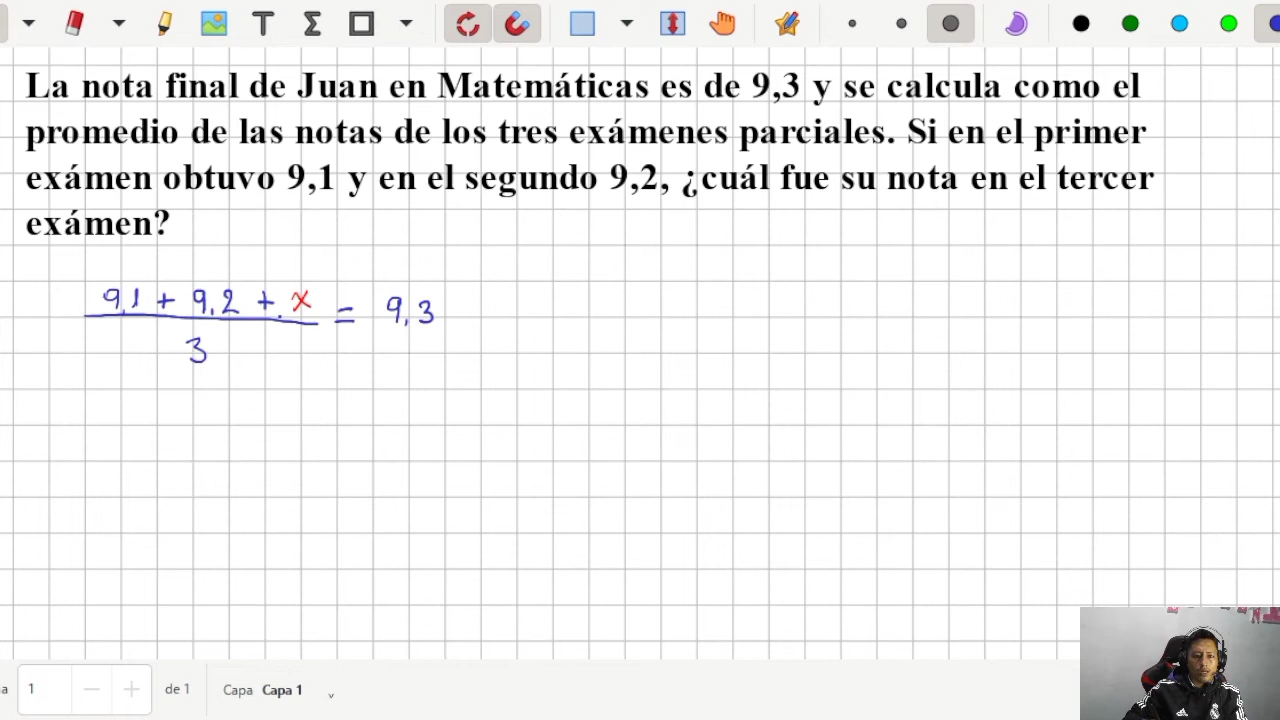 La nota final de Juan en Matemáticas es de 9,3 y se calcula como el
promedio de las notas de los tres exámenes parciales. Si en el primer
exámen obtuvo 9,1 y en el segundo 9,2, ¿cuál fue su nota en el tercer
exámen?
9,1 + 9,2 + x = 9,3
3
a 1 de 1 Capa Capa 1